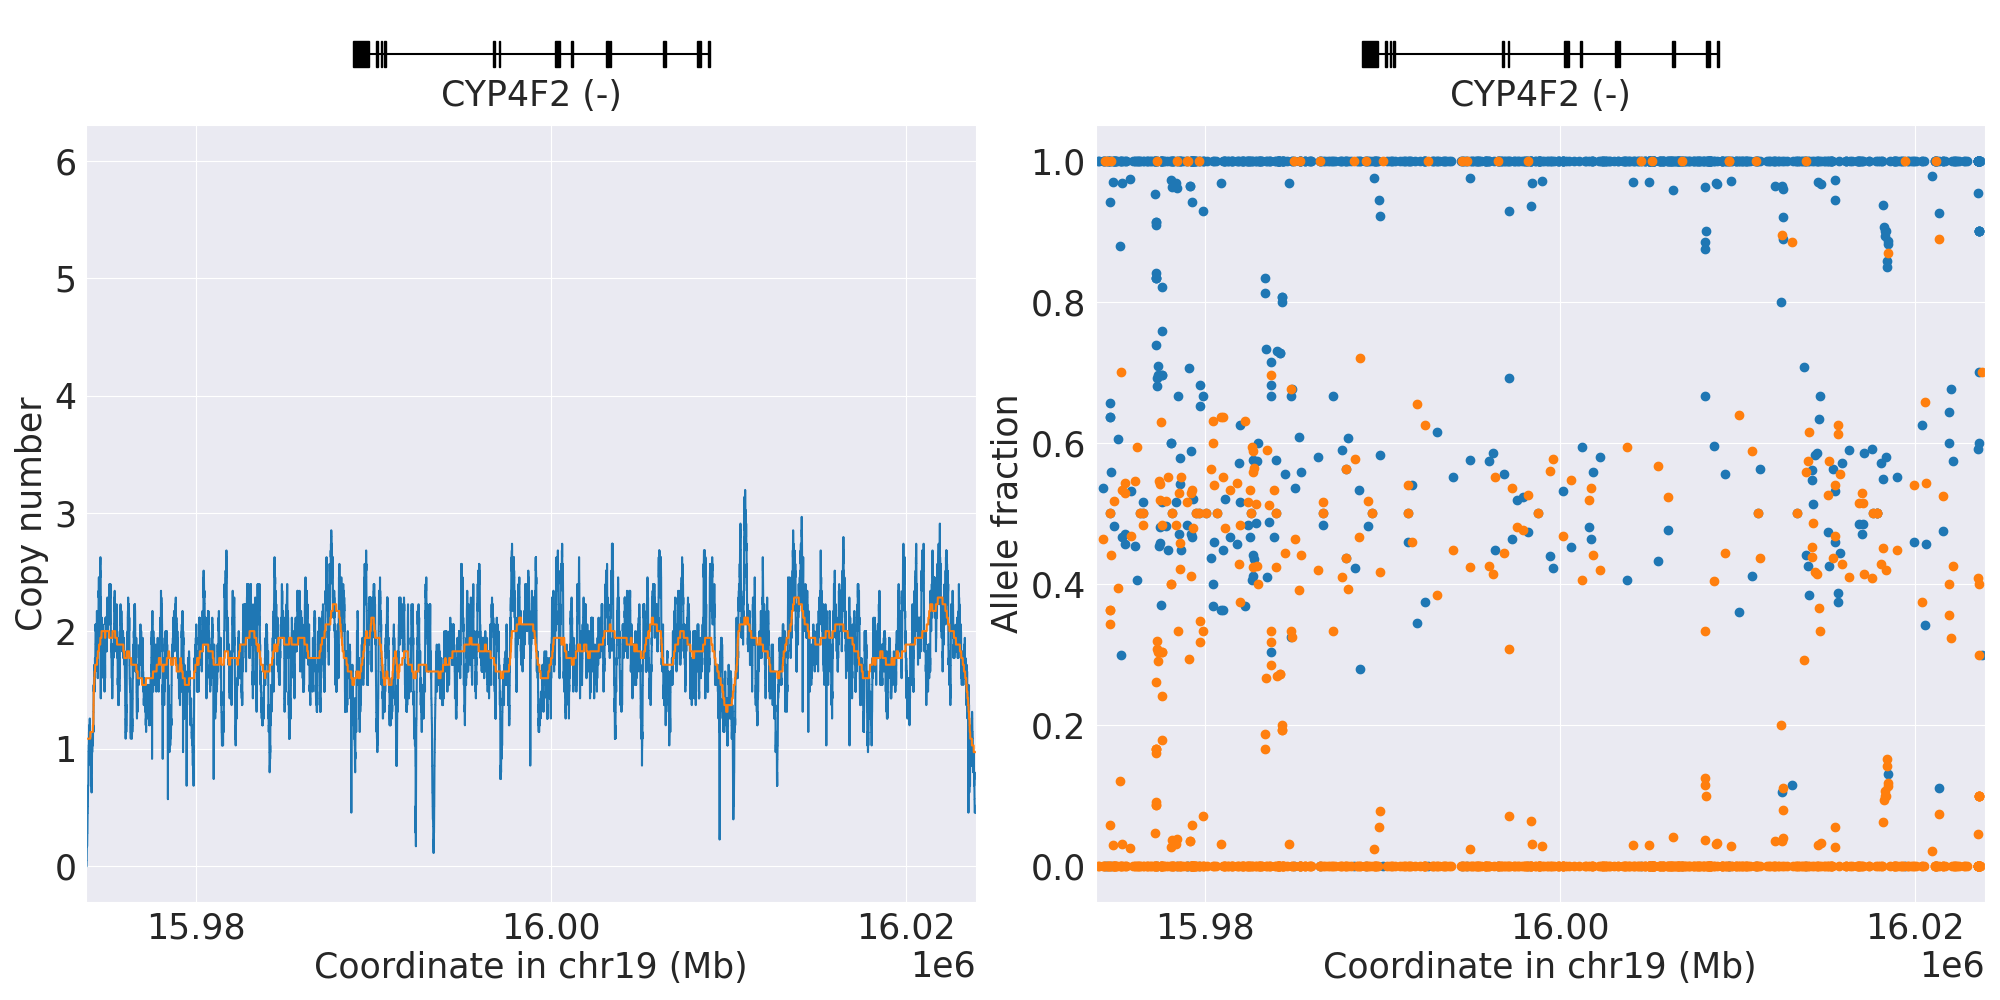 CYP4F2 (-)
6
5
4
3
2
1
0
Copy number
15.98
16.00
16.02
Coordinate in chr19 (Mb)
1e6
CYP4F2 (-)
1.0
0.8
0.6
0.4
0.2
0.0
Allele fraction
15.98
16.00
16.02
Coordinate in chr19 (Mb)
1e6